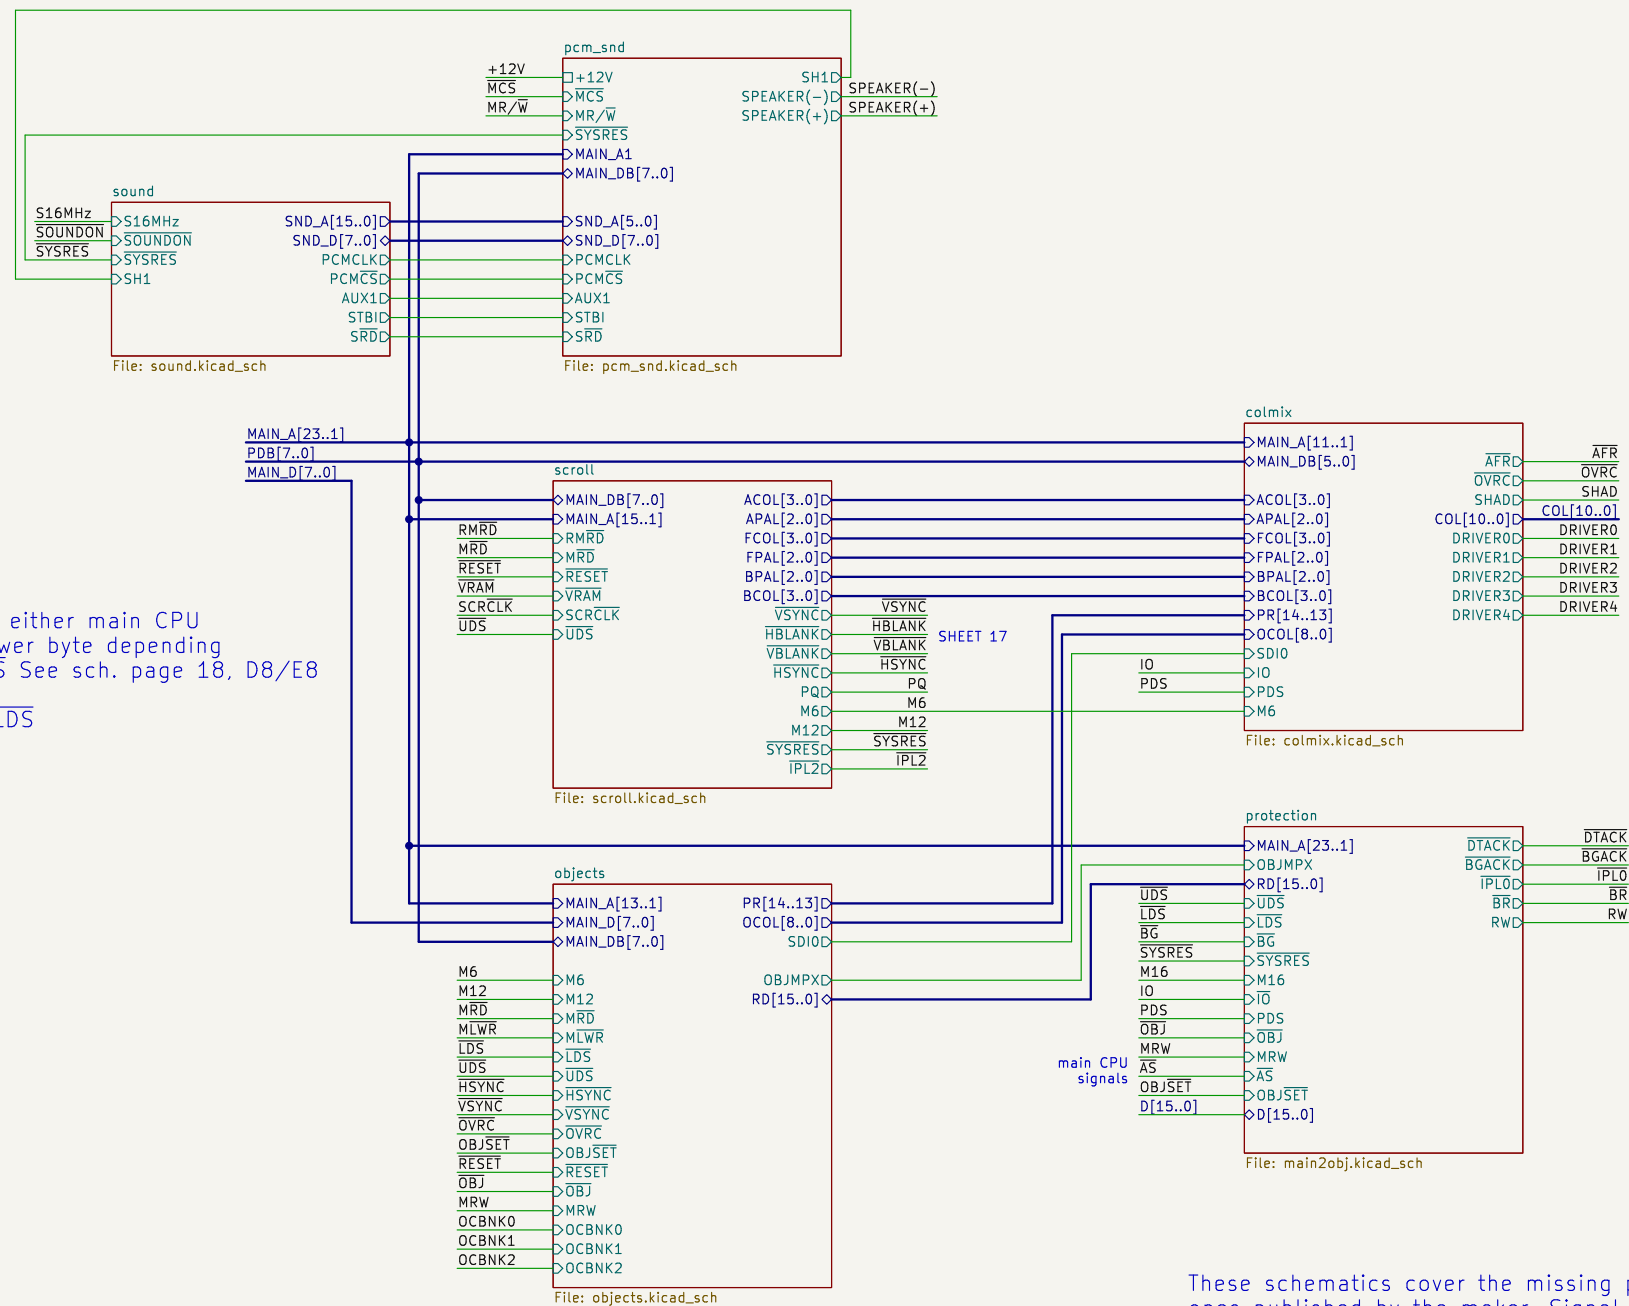 pcm_snd
+12V
MCS
MR/W
+12V
MCS
MR/W
SYSRES
MAIN_A1
MAIN_DB[7..0]
SND_A[5..0]
SND_D[7..0]
PCMCLK
PCMCS
AUX1
STBI
SRD
SH1
SPEAKER(-)
SPEAKER(+)
SPEAKER(-)
SPEAKER(+)
File: pcm_snd.kicad_sch
sound
S16MHz
SOUNDON
SYSRES
S16MHz
SOUNDON
SYSRES
SH1
SND_A[15..0]
SND_D[7..0]
PCMCLK
PCMCS
AUX1
STBI
SRD
File: sound.kicad_sch
MAIN_A[23..1]
PDB[7..0]
MAIN_D[7..0]
scroll
RMRD
MRD
RESET
VRAM
SCRCLK
UDS
MAIN_DB[7..0]
MAIN_A[15..1]
RMRD
MRD
RESET
VRAM
SCRCLK
UDS
ACOL[3..0]
APAL[2..0]
FCOL[3..0]
FPAL[2..0]
BPAL[2..0]
BCOL[3..0]
VSYNC
HBLANK
VBLANK
HSYNC
PQ
M6
M12
SYSRES
IPL2
VSYNC
HBLANK
VBLANK
HSYNC
PQ
M6
M12
SYSRES
IPL2
SHEET 17
File: scroll.kicad_sch
colmix
IO
PDS
MAIN_A[11..1]
MAIN_DB[5..0]
ACOL[3..0]
APAL[2..0]
FCOL[3..0]
FPAL[2..0]
BPAL[2..0]
BCOL[3..0]
PR[14..13]
OCOL[8..0]
SDI0
IO
PDS
M6
AFR
OVRC
SHAD
COL[10..0]
DRIVER0
DRIVER1
DRIVER2
DRIVER3
DRIVER4
AFR
OVRC
SHAD
COL[10..0]
DRIVER0
DRIVER1
DRIVER2
DRIVER3
DRIVER4
File: colmix.kicad_sch
either main CPU
wer byte depending
S See sch. page 18, D8/E8
LDS
objects
M6
M12
MRD
MLWR
LDS
UDS
HSYNC
VSYNC
OVRC
OBJSET
RESET
OBJ
MRW
OCBNK0
OCBNK1
OCBNK2
MAIN_A[13..1]
MAIN_D[7..0]
MAIN_DB[7..0]
M6
M12
MRD
MLWR
LDS
UDS
HSYNC
VSYNC
OVRC
OBJSET
RESET
OBJ
MRW
OCBNK0
OCBNK1
OCBNK2
PR[14..13]
OCOL[8..0]
SDI0
OBJMPX
RD[15..0]
File: objects.kicad_sch
protection
UDS
LDS
BG
SYSRES
M16
IO
PDS
OBJ
MRW
AS
OBJSET
D[15..0]
main CPU
signals
MAIN_A[23..1]
OBJMPX
RD[15..0]
UDS
LDS
BG
SYSRES
M16
IO
PDS
OBJ
MRW
AS
OBJSET
D[15..0]
DTACK
BGACK
IPL0
BR
RW
DTACK
BGACK
IPL0
BR
RW
File: main2obj.kicad_sch
These schematics cover the missing
once published by the maker. Signal